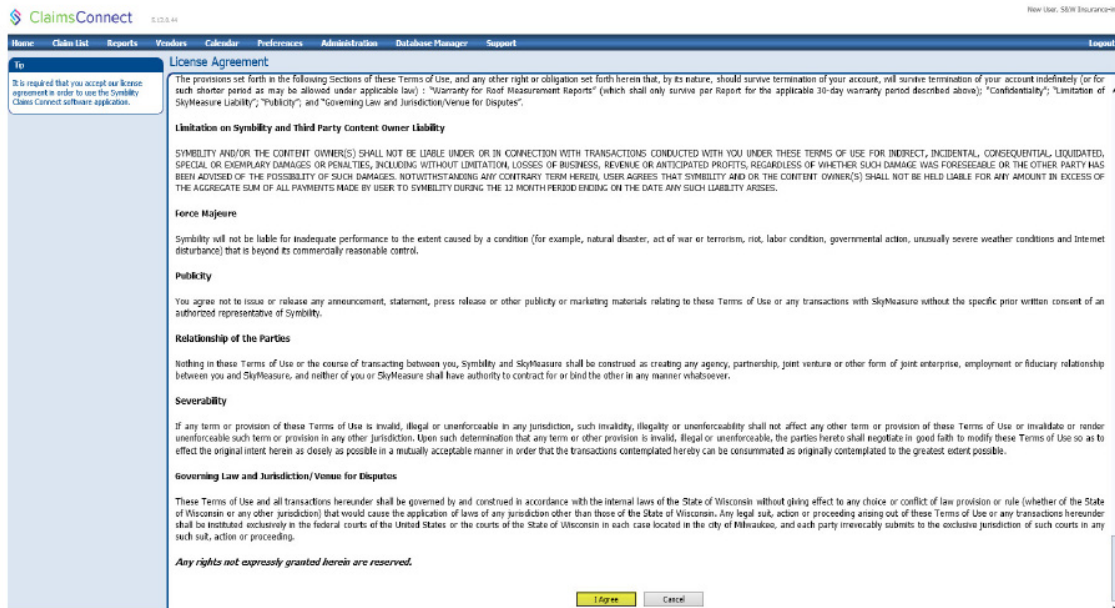 New User, S&W Insurance-
ClaimsConnect
Home Claim List Reports Vendors Calendar Preferences Administration Database Manager Support Logout
Tip
It is required that you accept our license
agreement in order to use the Symbility
Claims Connect software application.
License Agreement
The provisions set forth in the following Sections of these Terms of Use, and any other right or obligation set forth herein that, by its nature, should survive termination of your account, will survive termination of your account indefinitely (or for
such shorter period as may be allowed under applicable law) : "Warranty for Roof Measurement Reports" (which shall only survive per Report for the applicable 30-day warranty period described above); "Confidentiality"; "Limitation of
SkyMeasure Liability"; "Publicity"; and "Governing Law and Jurisdiction/Venue for Disputes".
Limitation on Symbility and Third Party Content Owner Liability
SYMBILITY AND/OR THE CONTENT OWNER(S) SHALL NOT BE LIABLE UNDER OR IN CONNECTION WITH TRANSACTIONS CONDUCTED WITH YOU UNDER THESE TERMS OF USE FOR INDIRECT, INCIDENTAL, CONSEQUENTIAL, LIQUIDATED,
SPECIAL OR EXEMPLARY DAMAGES OR PENALTIES, INCLUDING WITHOUT LIMITATION, LOSSES OF BUSINESS, REVENUE OR ANTICIPATED PROFITS, REGARDLESS OF WHETHER SUCH DAMAGE WAS FORESEEABLE OR THE OTHER PARTY HAS
BEEN ADVISED OF THE POSSIBILITY OF SUCH DAMAGES. NOTWITHSTANDING ANY CONTRARY TERM HEREIN, USER AGREES THAT SYMBILITY AND OR THE CONTENT OWNER(S) SHALL NOT BE HELD LIABLE FOR ANY AMOUNT IN EXCESS OF
THE AGGREGATE SUM OF ALL PAYMENTS MADE BY USER TO SYMBILITY DURING THE 12 MONTH PERIOD ENDING ON THE DATE ANY SUCH LIABILITY ARISES.
Force Majeure
Symbility will not be liable for inadequate performance to the extent caused by a condition (for example, natural disaster, act of war or terrorism, riot, labor condition, governmental action, unusually severe weather conditions and Internet
disturbance) that is beyond its commercially reasonable control.
Publicity
You agree not to issue or release any announcement, statement, press release or other publicity or marketing materials relating to these Terms of Use or any transactions with SkyMeasure without the specific prior written consent of an
authorized representative of Symbility.
Relationship of the Parties
Nothing in these Terms of Use or the course of transacting between you, Symbility and SkyMeasure shall be construed as creating any agency, partnership, joint venture or other form of joint enterprise, employment or fiduciary relationship
between you and SkyMeasure, and neither of you or SkyMeasure shall have authority to contract for or bind the other in any manner whatsoever.
Severability
If any term or provision of these Terms of Use is invalid, illegal or unenforceable in any jurisdiction, such invalidity, illegality or unenforceability shall not affect any other term or provision of these Terms of Use or invalidate or render
unenforceable such term or provision in any other jurisdiction. Upon such determination that any term or other provision is invalid, illegal or unenforceable, the parties hereto shall negotiate in good faith to modify these Terms of Use so as to
effect the original intent herein as closely as possible in a mutually acceptable manner in order that the transactions contemplated hereby can be consummated as originally contemplated to the greatest extent possible.
Governing Law and Jurisdiction/Venue for Disputes
These Terms of Use and all transactions hereunder shall be governed by and construed in accordance with the internal laws of the State of Wisconsin without giving effect to any choice or conflict of law provision or rule (whether of the State
of Wisconsin or any other jurisdiction) that would cause the application of laws of any jurisdiction other than those of the State of Wisconsin. Any legal suit, action or proceeding arising out of these Terms of Use or any transactions hereunder
shall be instituted exclusively in the federal courts of the United States or the courts of the State of Wisconsin in each case located in the city of Milwaukee, and each party irrevocably submits to the exclusive jurisdiction of such courts in any
such suit, action or proceeding.
Any rights not expressly granted herein are reserved.
I Agree Cancel